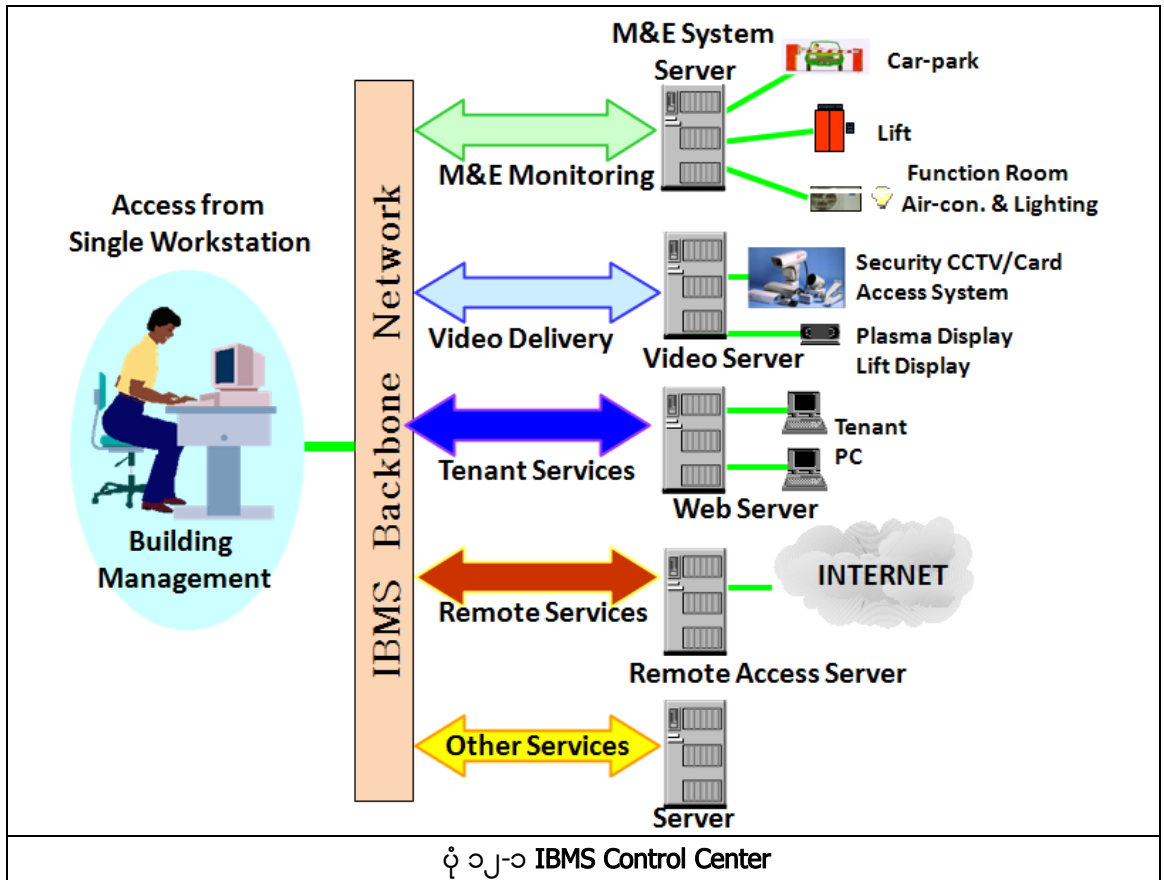 M&E System
Server
Car-park
Lift
Function Room
Air-con. & Lighting
M&E Monitoring
Access from
Single Workstation
Building
Management
IBMS Backbone Network
Video Delivery
Video Server
Security CCTV/Card
Access System
Plasma Display
Lift Display
Tenant Services
Web Server
Tenant
PC
Remote Services
Remote Access Server
INTERNET
Other Services
Server
ပုံ ၁၂-၁ IBMS Control Center